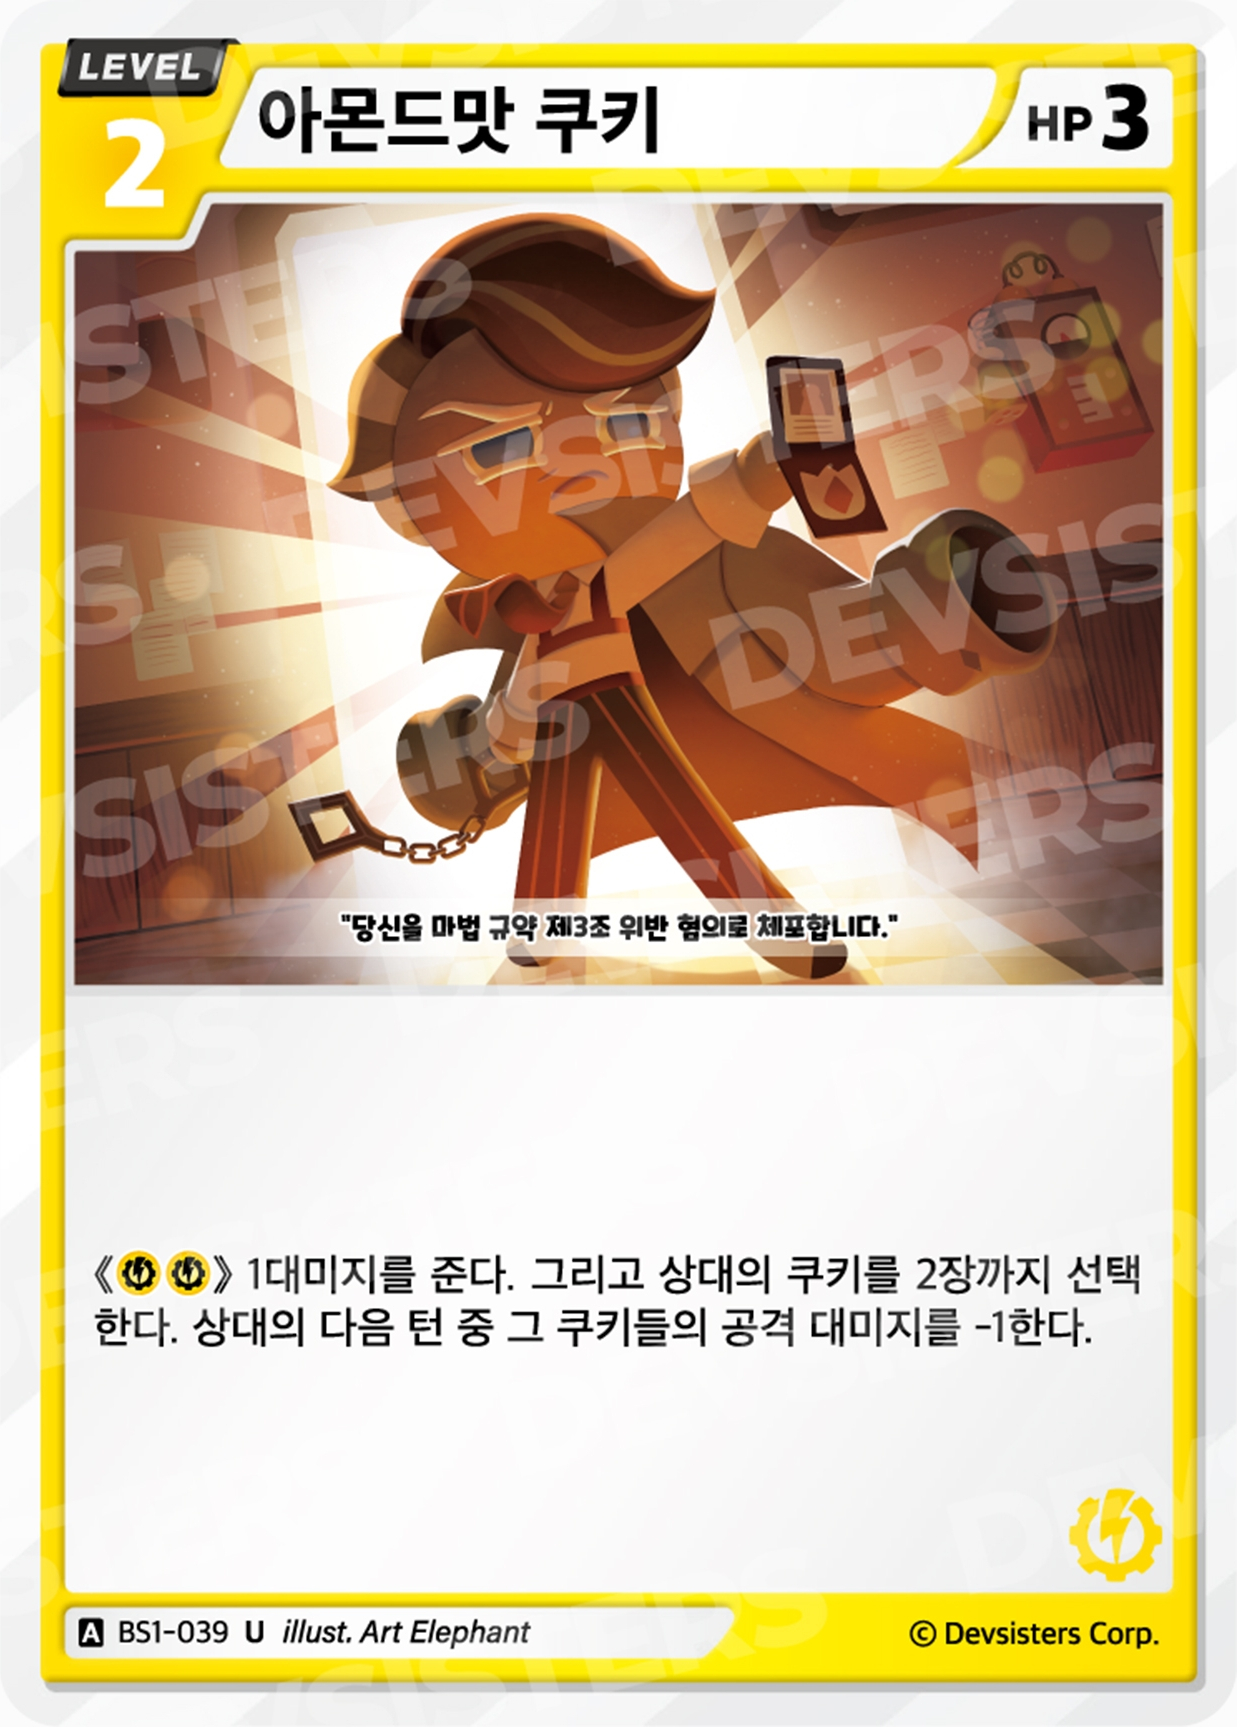 LEVEL
2
아몬드맛 쿠키
HP 3
"당신을 마법 규약 제3조 위반 혐의로 체포합니다."
《 》 1대미지를 준다. 그리고 상대의 쿠키를 2장까지 선택
한다. 상대의 다음 턴 중 그 쿠키들의 공격 대미지를 -1한다.
A BS1-039 U illust. Art Elephant
© Devsisters Corp.
DEVSISTERS